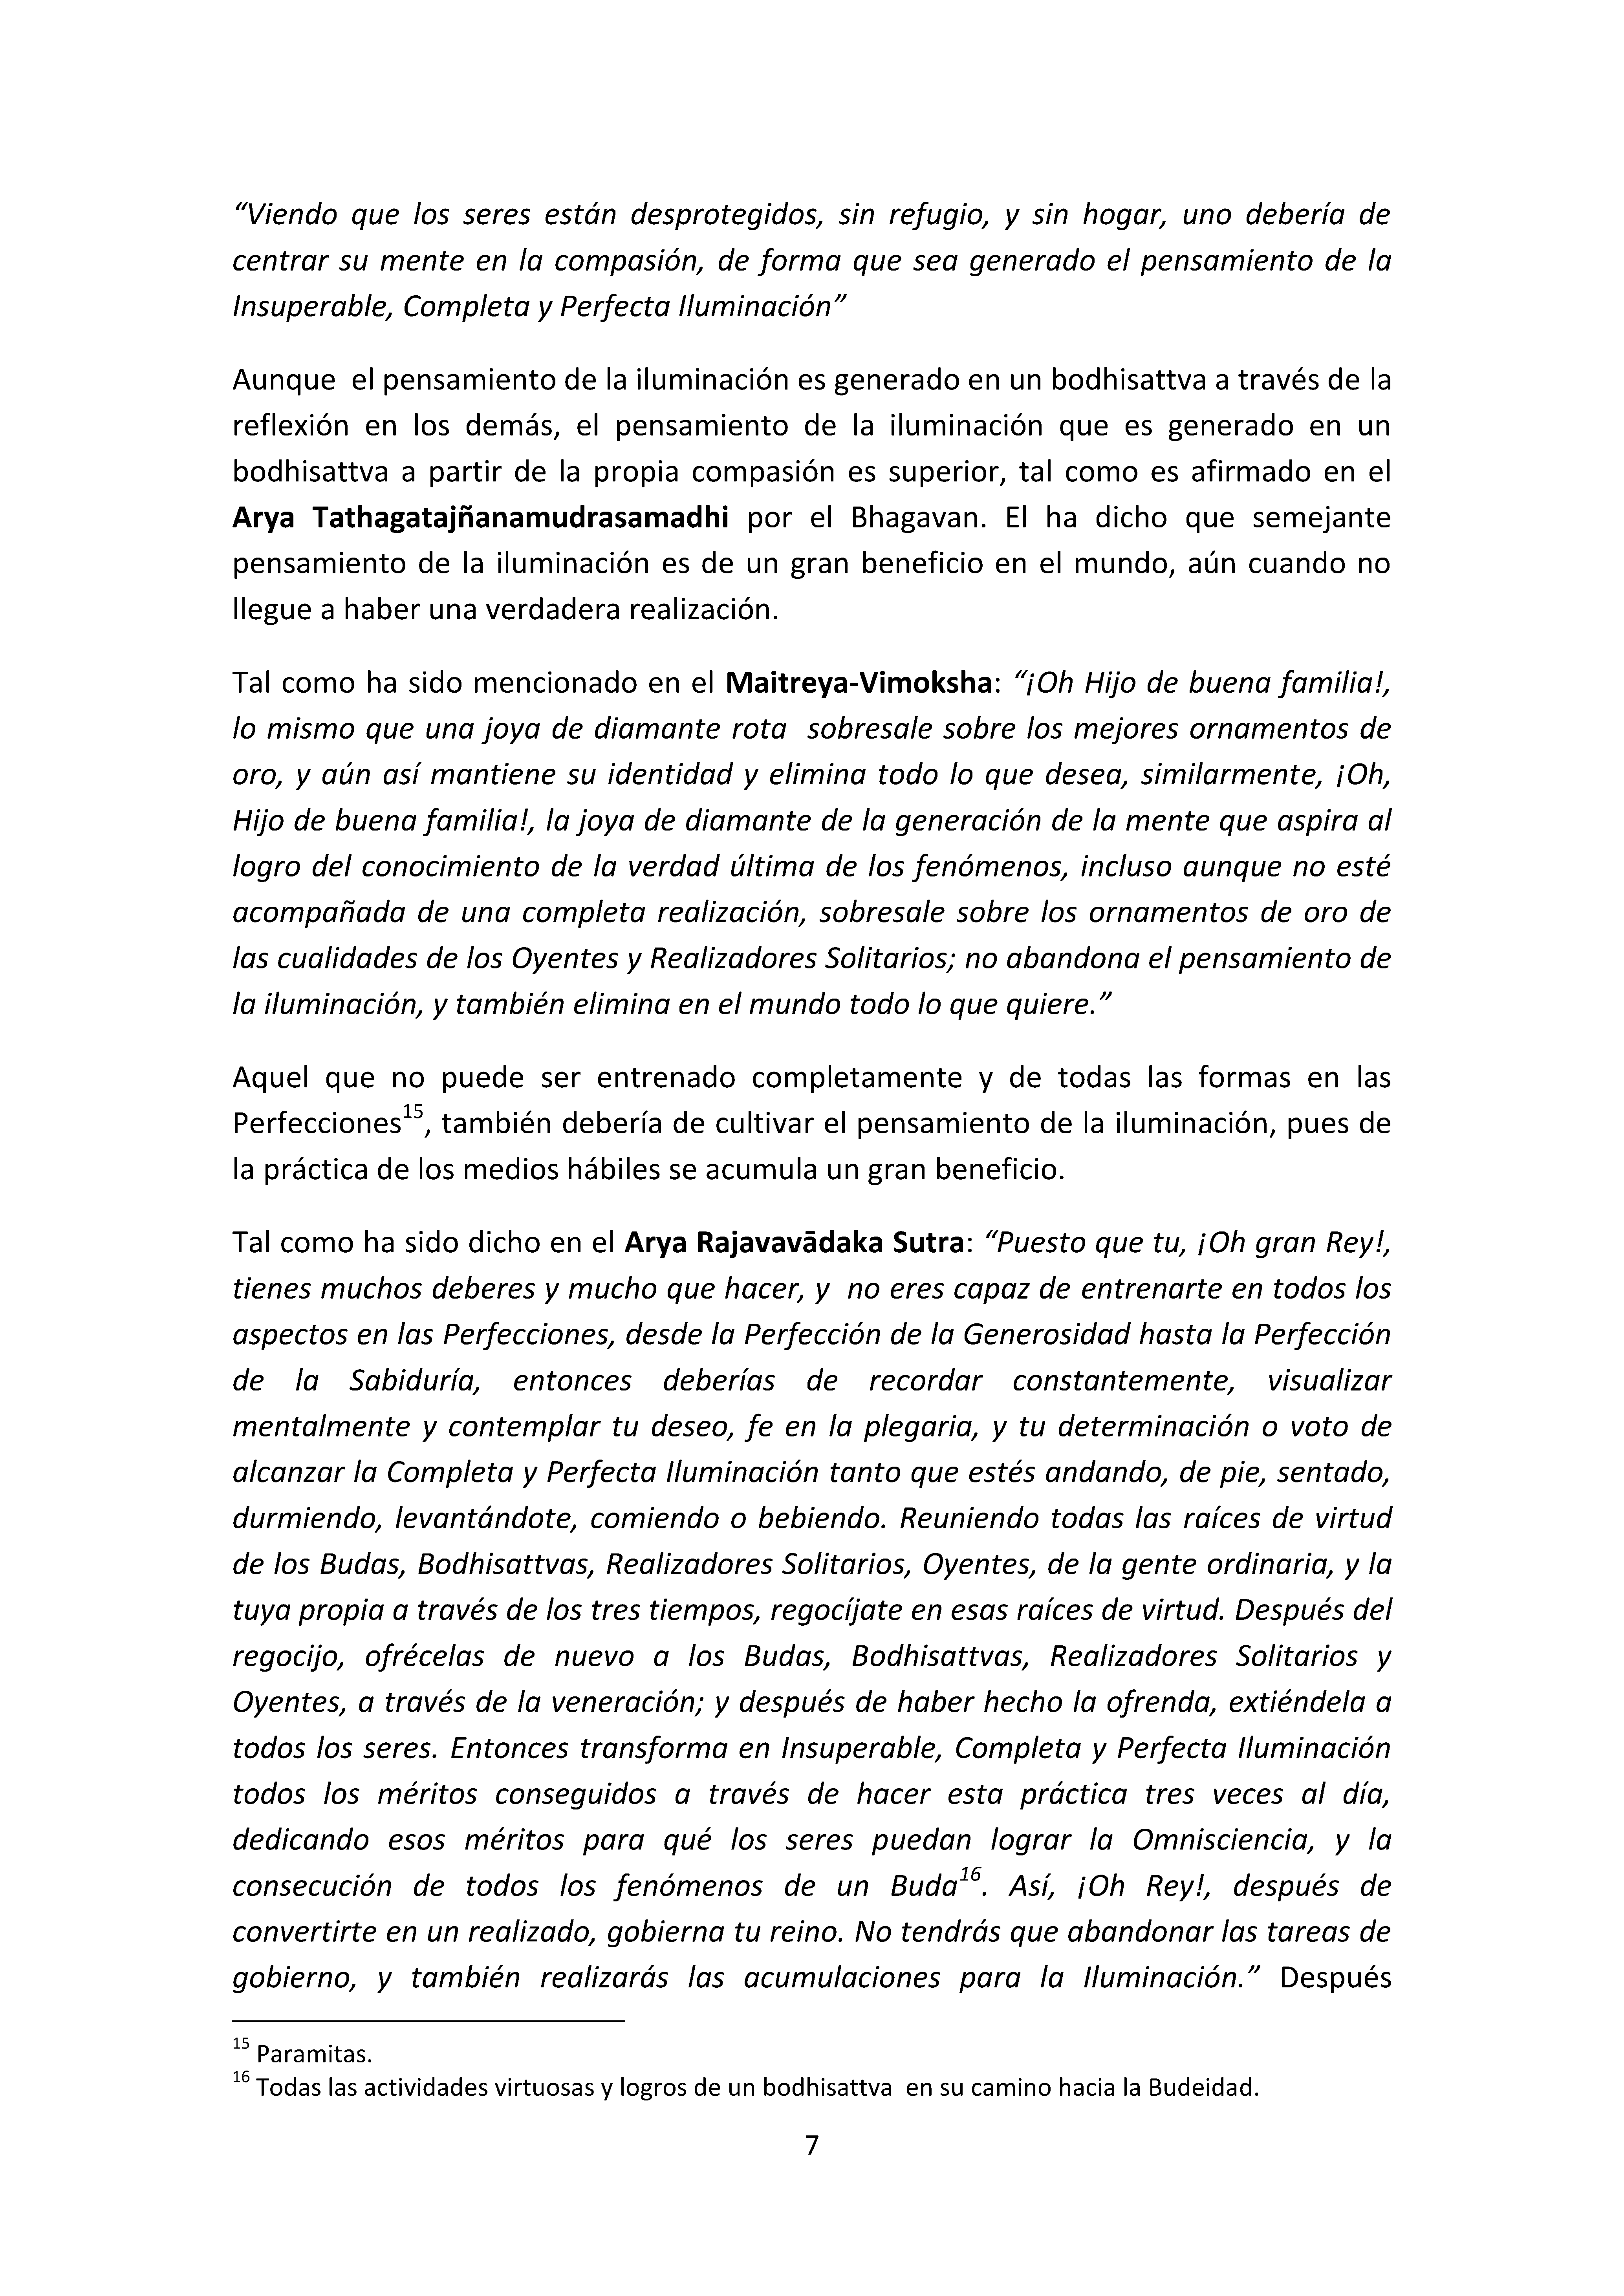 “Viendo que los seres están desprotegidos, sin refugio, y sin hogar, uno debería de
centrar su mente en la compasión, de forma que sea generado el pensamiento de la
Insuperable, Completa y Perfecta Iluminación”
Aunque el pensamiento de la iluminación es generado en un bodhisattva a través de la
reflexión en los demás, el pensamiento de la iluminación que es generado en un
bodhisattva a partir de la propia compasión es superior, tal como es afirmado en el
Arya Tathagatajñanamudrasamadhi por el Bhagavan. El ha dicho que semejante
pensamiento de la iluminación es de un gran beneficio en el mundo, aún cuando no
llegue a haber una verdadera realización.
Tal como ha sido mencionado en el Maitreya-Vimoksha: “¡Oh Hijo de buena familia!,
lo mismo que una joya de diamante rota sobresale sobre los mejores ornamentos de
oro, y aún así mantiene su identidad y elimina todo lo que desea, similarmente, ¡Oh,
Hijo de buena familia!, la joya de diamante de la generación de la mente que aspira al
logro del conocimiento de la verdad última de los fenómenos, incluso aunque no esté
acompañada de una completa realización, sobresale sobre los ornamentos de oro de
las cualidades de los Oyentes y Realizadores Solitarios; no abandona el pensamiento de
la iluminación, y también elimina en el mundo todo lo que quiere.”
Aquel que no puede ser entrenado completamente y de todas las formas en las
Perfecciones15, también debería de cultivar el pensamiento de la iluminación, pues de
la práctica de los medios hábiles se acumula un gran beneficio.
Tal como ha sido dicho en el Arya Rajavavādaka Sutra: “Puesto que tu, ¡Oh gran Rey!,
tienes muchos deberes y mucho que hacer, y no eres capaz de entrenarte en todos los
aspectos en las Perfecciones, desde la Perfección de la Generosidad hasta la Perfección
de la Sabiduría, entonces deberías de recordar constantemente, visualizar
mentalmente y contemplar tu deseo, fe en la plegaria, y tu determinación o voto de
alcanzar la Completa y Perfecta Iluminación tanto que estés andando, de pie, sentado,
durmiendo, levantándote, comiendo o bebiendo. Reuniendo todas las raíces de virtud
de los Budas, Bodhisattvas, Realizadores Solitarios, Oyentes, de la gente ordinaria, y la
tuya propia a través de los tres tiempos, regocíjate en esas raíces de virtud. Después del
regocijo, ofrécelas de nuevo a los Budas, Bodhisattvas, Realizadores Solitarios y
Oyentes, a través de la veneración; y después de haber hecho la ofrenda, extiéndela a
todos los seres. Entonces transforma en Insuperable, Completa y Perfecta Iluminación
todos los méritos conseguidos a través de hacer esta práctica tres veces al día,
dedicando esos méritos para qué los seres puedan lograr la Omnisciencia, y la
consecución de todos los fenómenos de un Buda16. Así, ¡Oh Rey!, después de
convertirte en un realizado, gobierna tu reino. No tendrás que abandonar las tareas de
gobierno, y también realizarás las acumulaciones para la Iluminación.” Después
15 Paramitas.
16 Todas las actividades virtuosas y logros de un bodhisattva en su camino hacia la Budeidad.
7